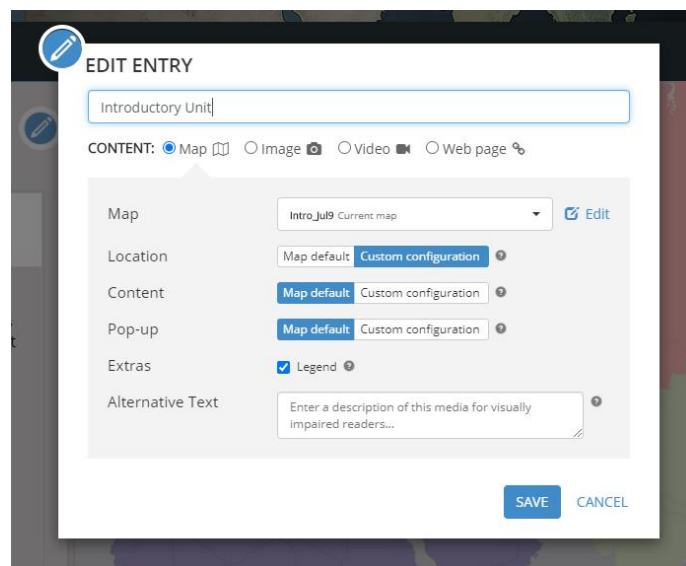 EDIT ENTRY
Introductory Unit
CONTENT: Map Image Video Web page
Map Intro_Jul9 Current map Edit
Location Map default Custom configuration
Content Map default Custom configuration
Pop-up Map default Custom configuration
Extras Legend
Alternative Text Enter a description of this media for visually
impaired readers...
SAVE CANCEL